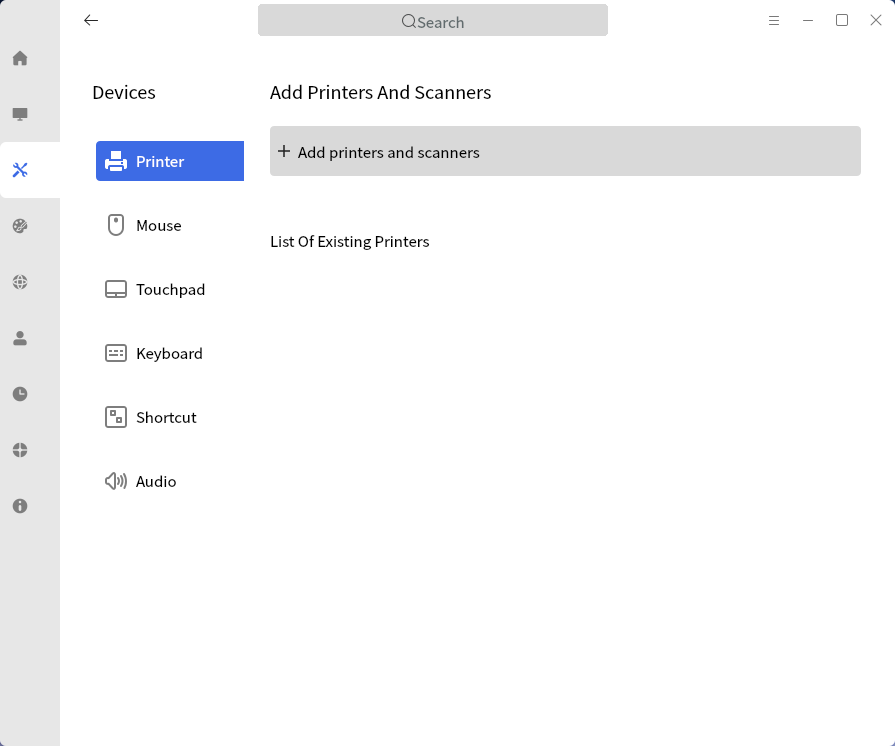 Search
Devices
Printer
Mouse
Touchpad
Keyboard
Shortcut
Audio
Add Printers And Scanners
Add printers and scanners
List Of Existing Printers